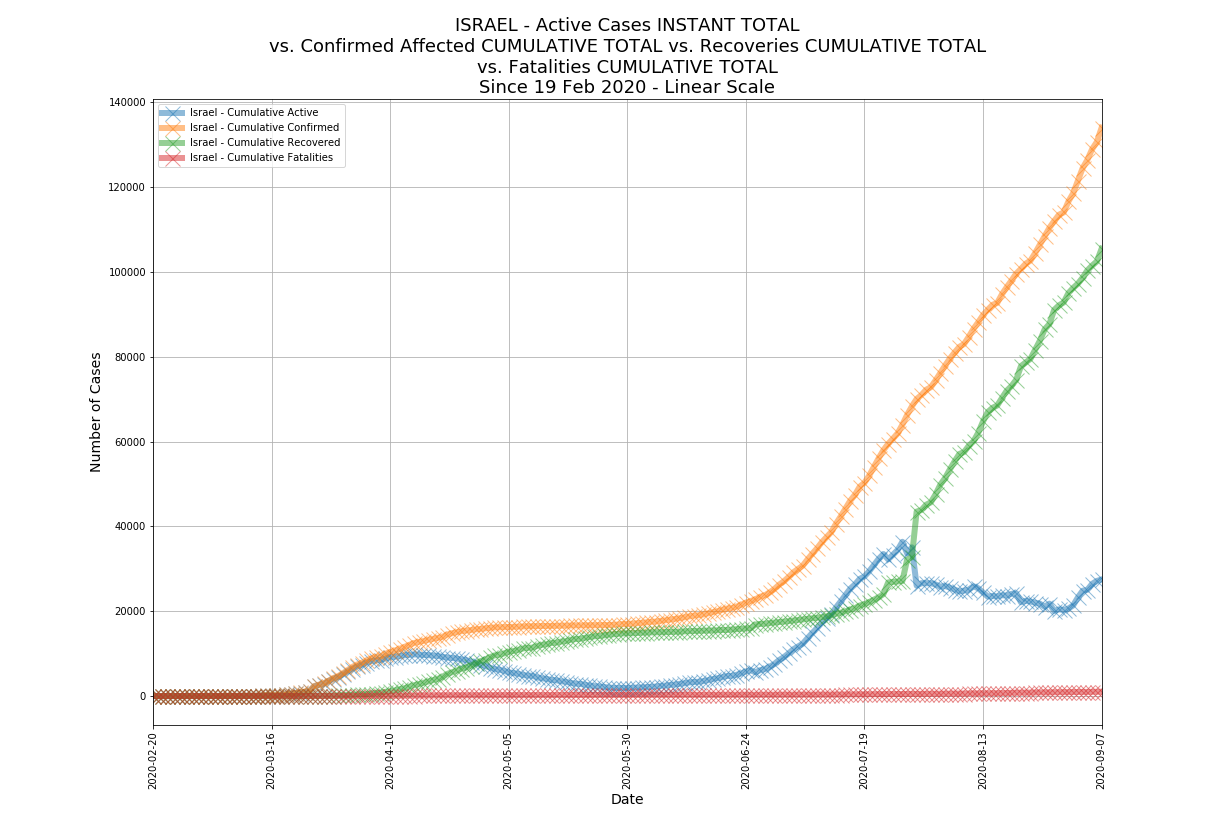 ISRAEL - Active Cases INSTANT TOTAL
vs. Confirmed Affected CUMULATIVE TOTAL vs. Recoveries CUMULATIVE TOTAL
vs. Fatalities CUMULATIVE TOTAL
Since 19 Feb 2020 - Linear Scale
Israel - Cumulative Active
Israel - Cumulative Confirmed
Israel - Cumulative Recovered
Israel - Cumulative Fatalities
Number of Cases
140000
120000
100000
80000
60000
40000
20000
0
2020-02-20
2020-03-16
2020-04-10
2020-05-05
2020-05-30
2020-06-24
2020-07-19
2020-08-13
2020-09-07
Date